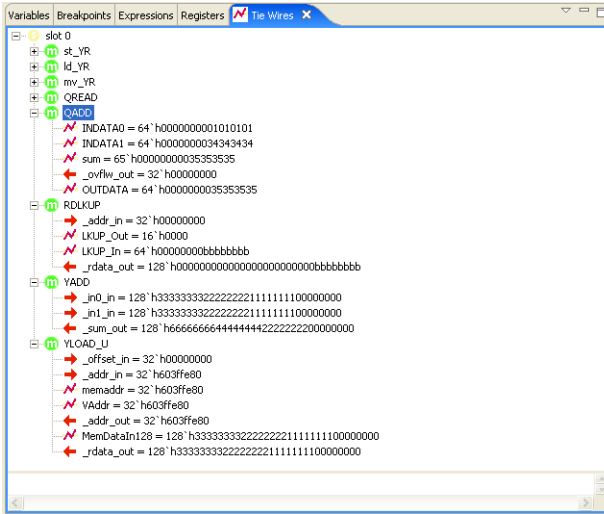 Variables Breakpoints Expressions Registers Tie Wires
slot 0
st_YR
ld_YR
mv_YR
QREAD
QADD
INDATA0 = 64`h0000000001010101
INDATA1 = 64`h0000000034343434
sum = 65`h00000000035353535
_ovflw_out = 32`h00000000
OUTDATA = 64`h0000000035353535
RDLKUP
_addr_in = 32`h00000000
LKUP_Out = 16`h0000
LKUP_In = 64`h00000000bbbbbbbb
_rdata_out = 128`h000000000000000000000000bbbbbbbb
YADD
_in0_in = 128`h33333333222222221111111100000000
_in1_in = 128`h33333333222222221111111100000000
_sum_out = 128`h66666666444444442222222200000000
YLOAD_U
_offset_in = 32`h00000000
_addr_in = 32`h603ffe80
memaddr = 32`h603ffe80
VAddr = 32`h603ffe80
_addr_out = 32`h603ffe80
MemDataIn128 = 128`h33333333222222221111111100000000
_rdata_out = 128`h33333333222222221111111100000000